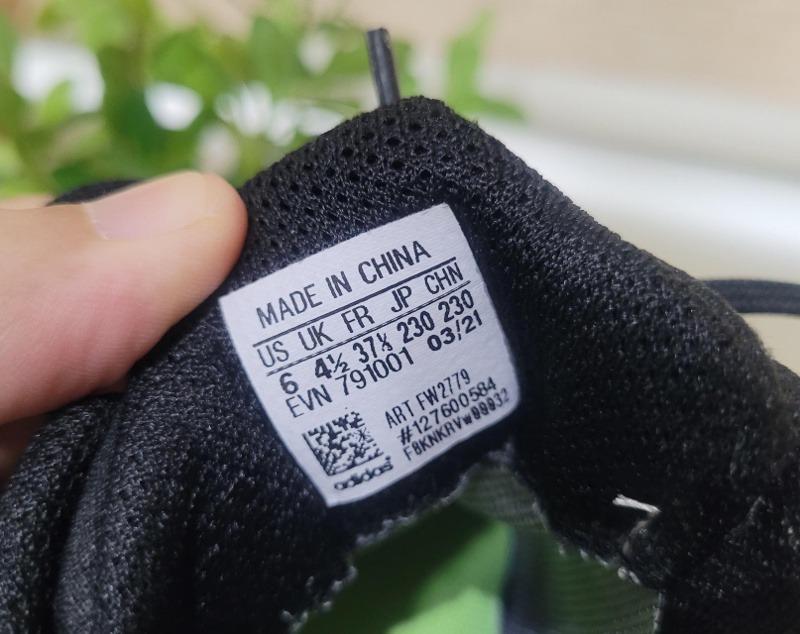 MADE IN CHINA
US UK FR JP CHN
6 4½ 37⅓ 230 230
EVN 791001 03/21
ART FW2779
#127600584
adidas